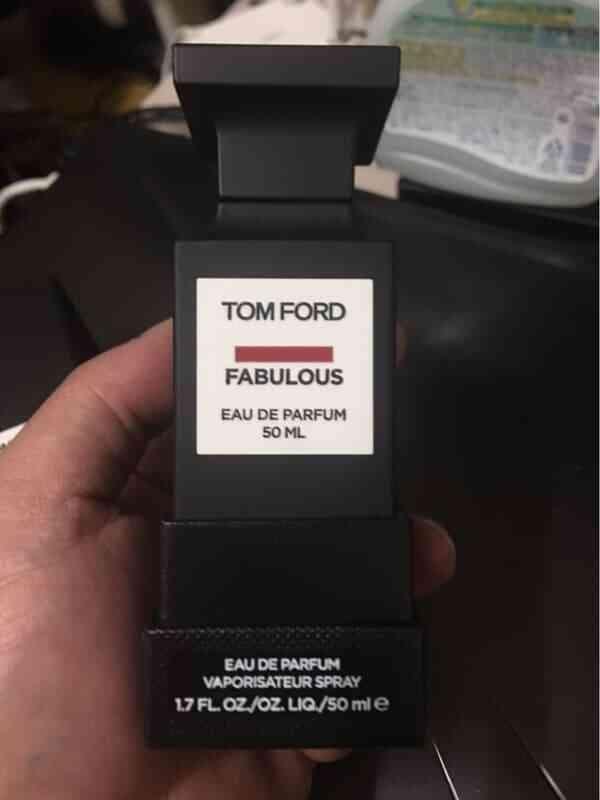 TOM FORD
FABULOUS
EAU DE PARFUM
50 ML
EAU DE PARFUM
VAPORISATEUR SPRAY
1.7 FL. OZ./OZ. LIQ./50 ml e